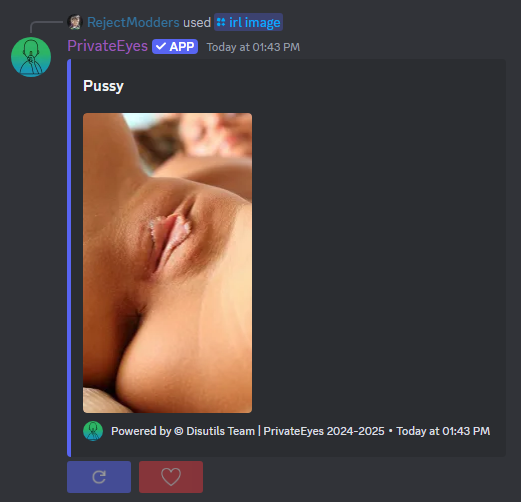 RejectModders used irl image
PrivateEyes APP Today at 01:43 PM
Pussy
Powered by © Disutils Team | PrivateEyes 2024-2025 • Today at 01:43 PM